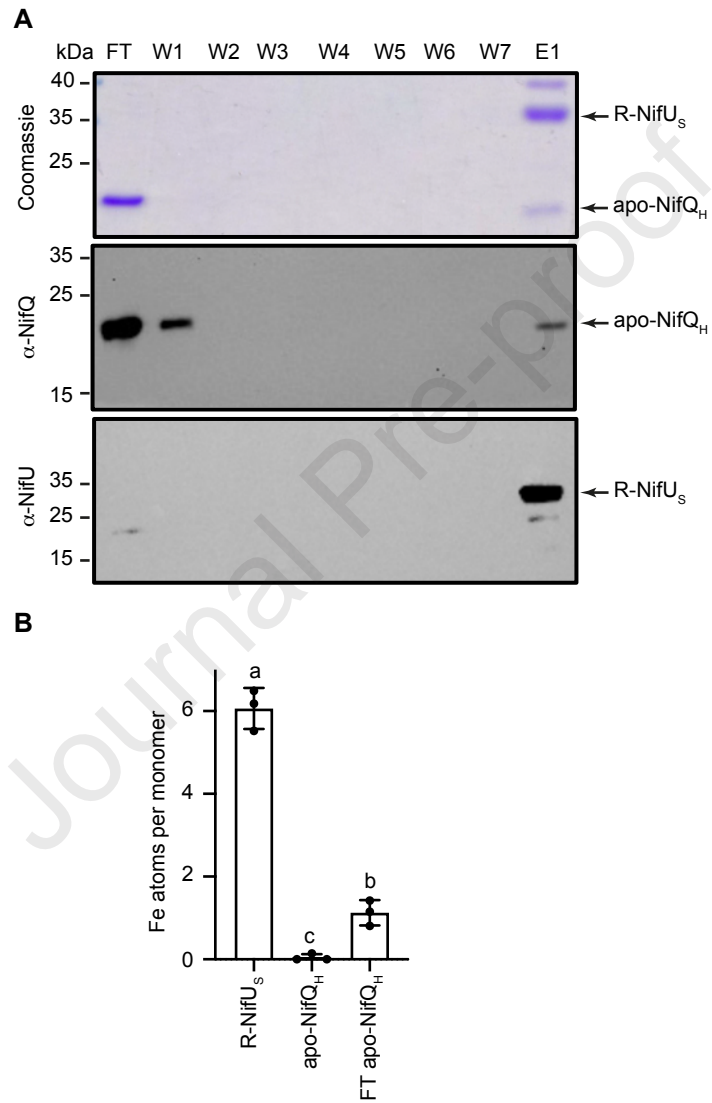 A
kDa FT W1 W2 W3 W4 W5 W6 W7 E1
Coomassie
40
35
25
R-NifUS
apo-NifQH
α-NifQ
35
25
15
apo-NifQH
α-NifU
35
25
15
R-NifUS
B
Fe atoms per monomer
6
4
2
0
a
c
b
R-NifUS
apo-NifQH
FT apo-NifQH
Journal Pre-proof